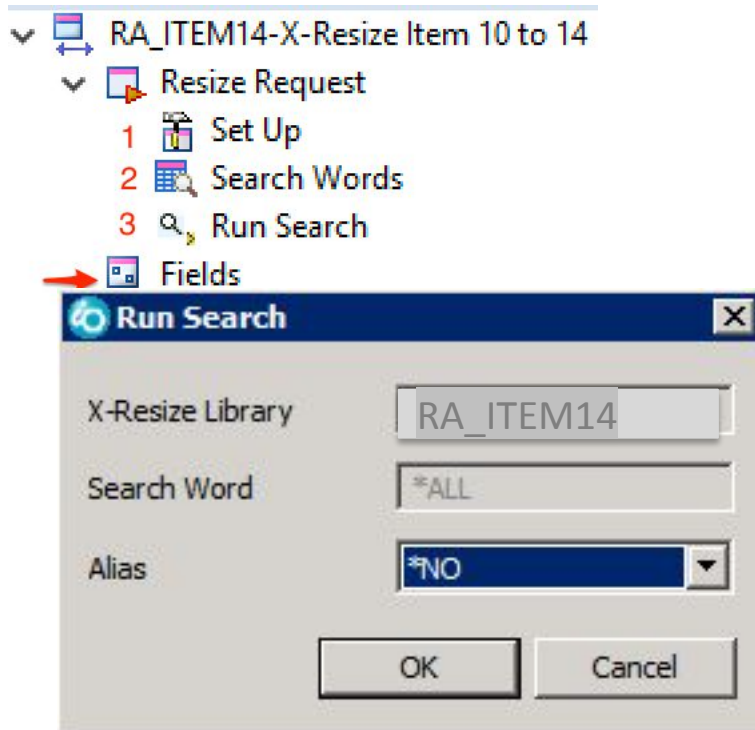 RA_ITEM14-X-Resize Item 10 to 14
Resize Request
1 Set Up
2 Search Words
3 Run Search
Fields
Run Search
X-Resize Library RA_ITEM14
Search Word *ALL
Alias *NO
OK Cancel